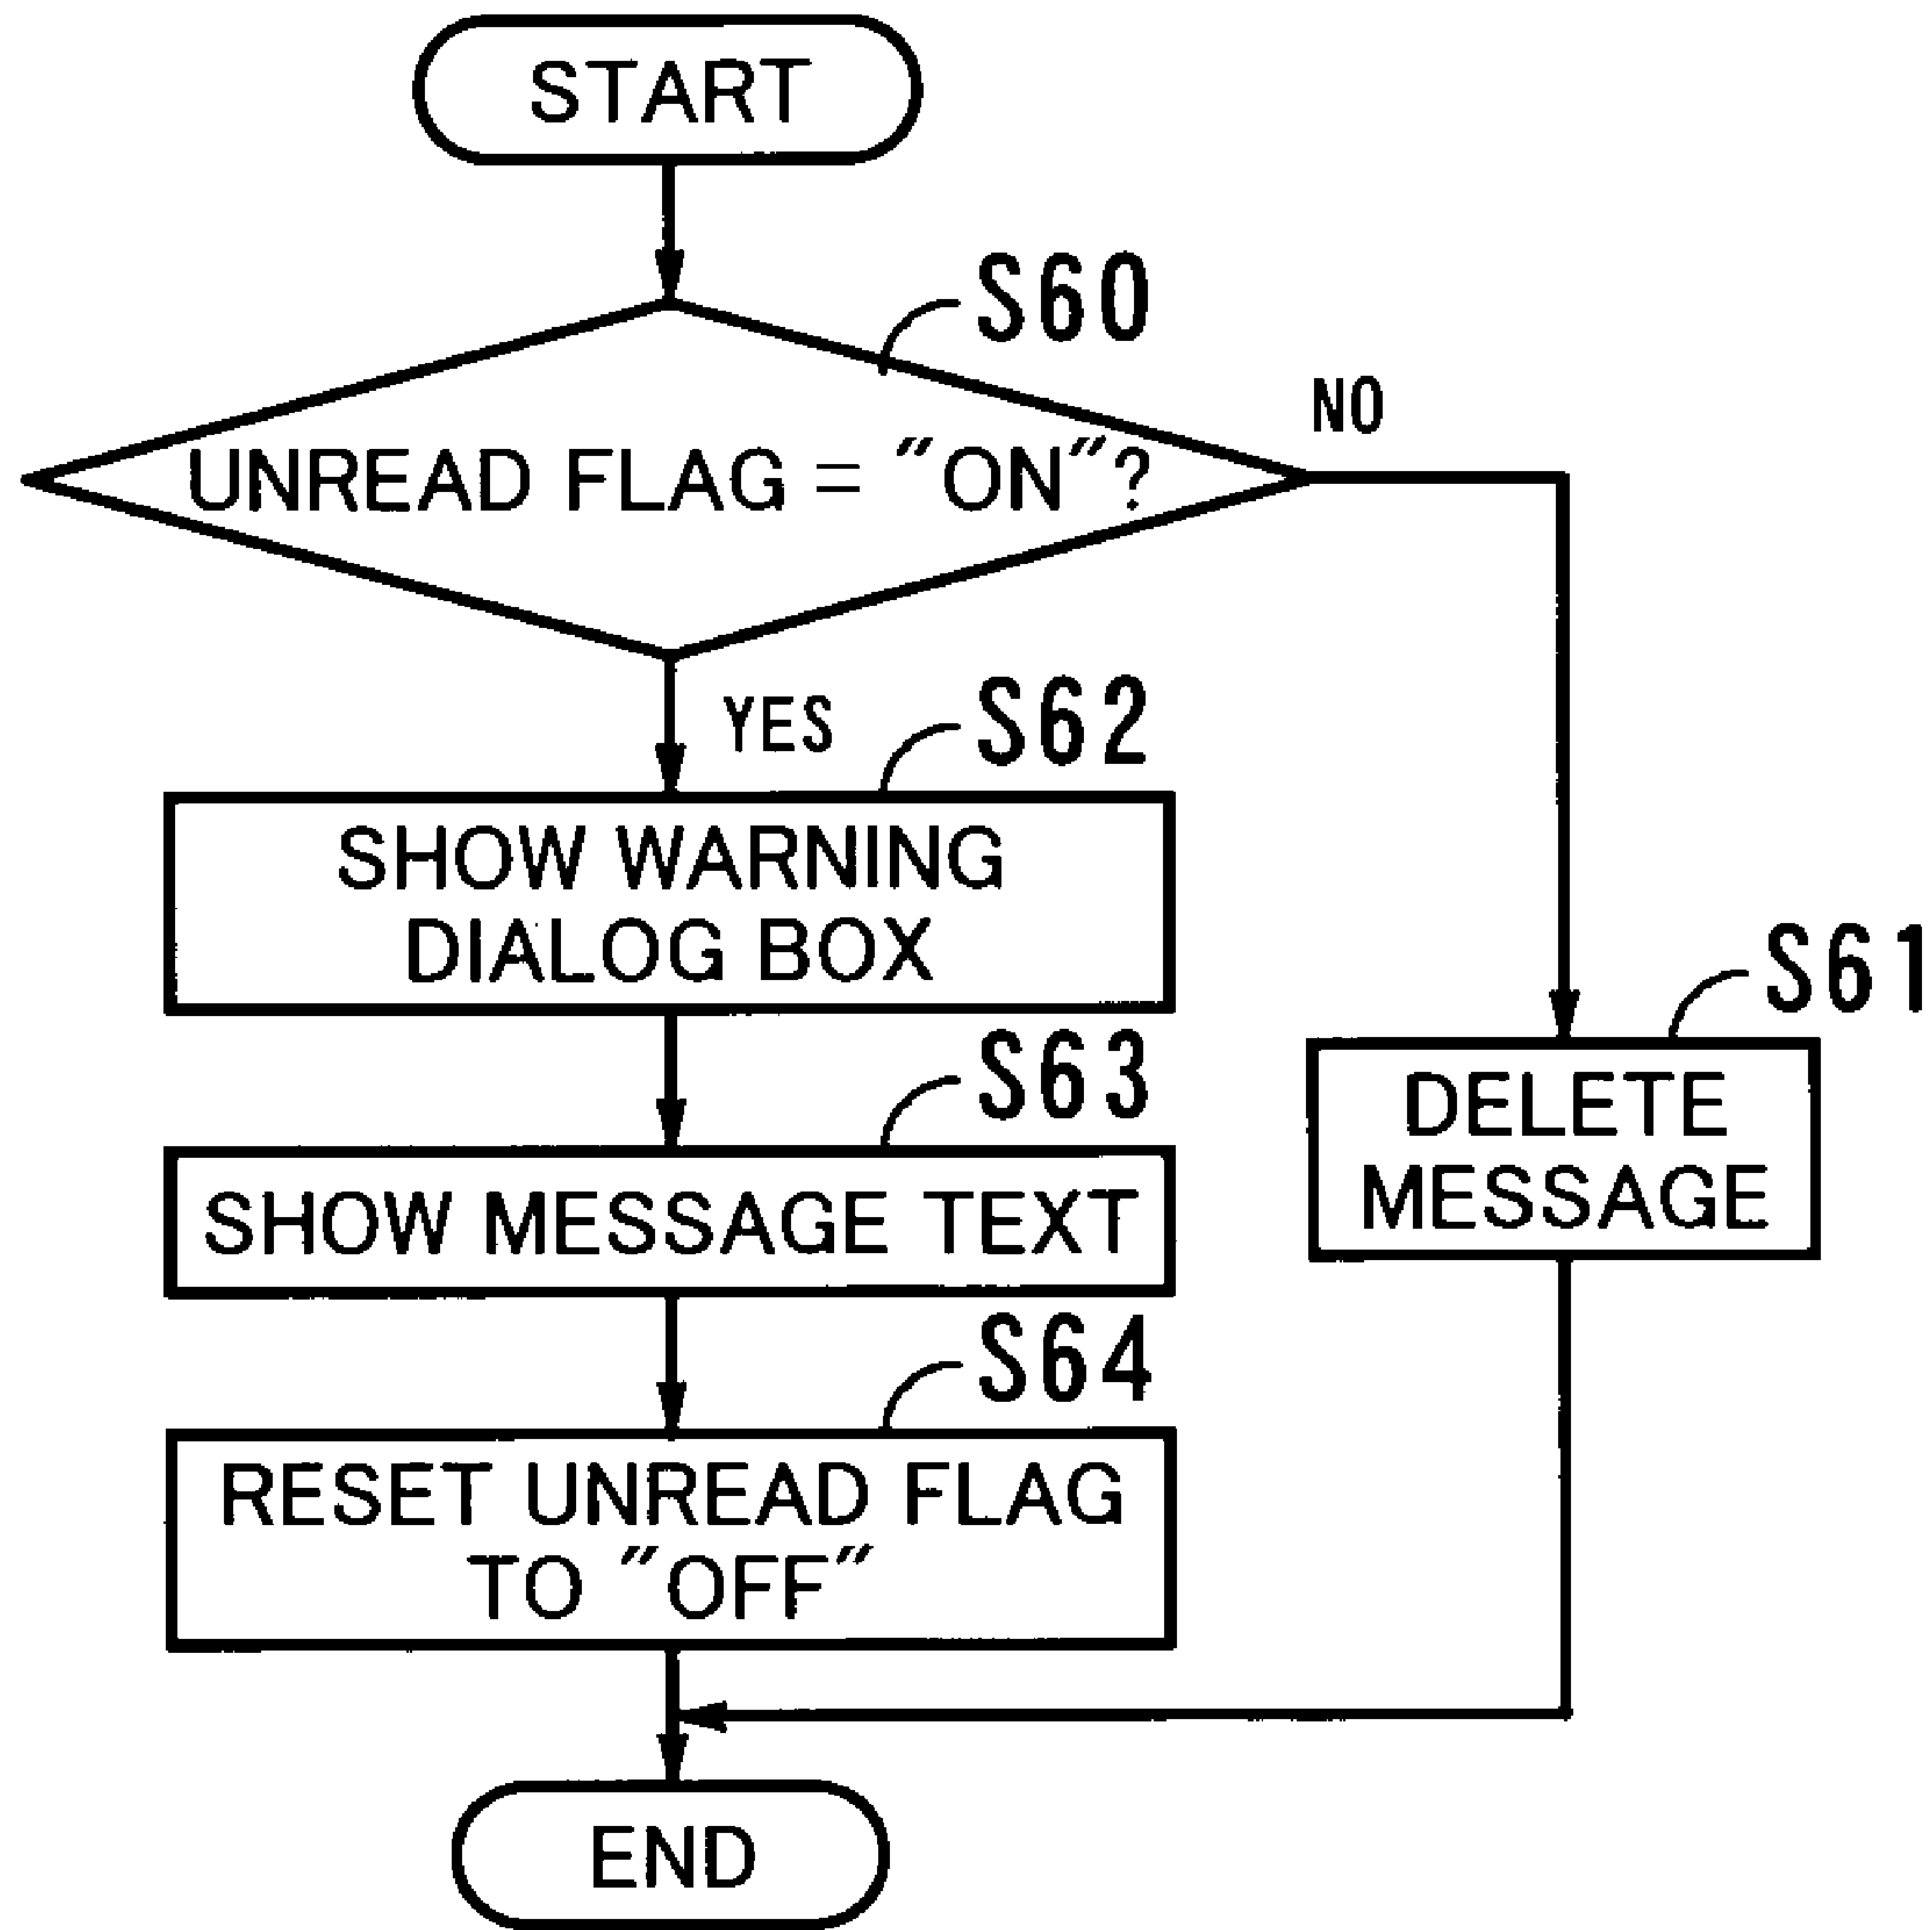 START
S60
NO
UNREAD FLAG = "ON"?
YES
S62
SHOW WARNING
DIALOG BOX
S61
DELETE
MESSAGE
S63
SHOW MESSAGE TEXT
S64
RESET UNREAD FLAG
TO "OFF"
END